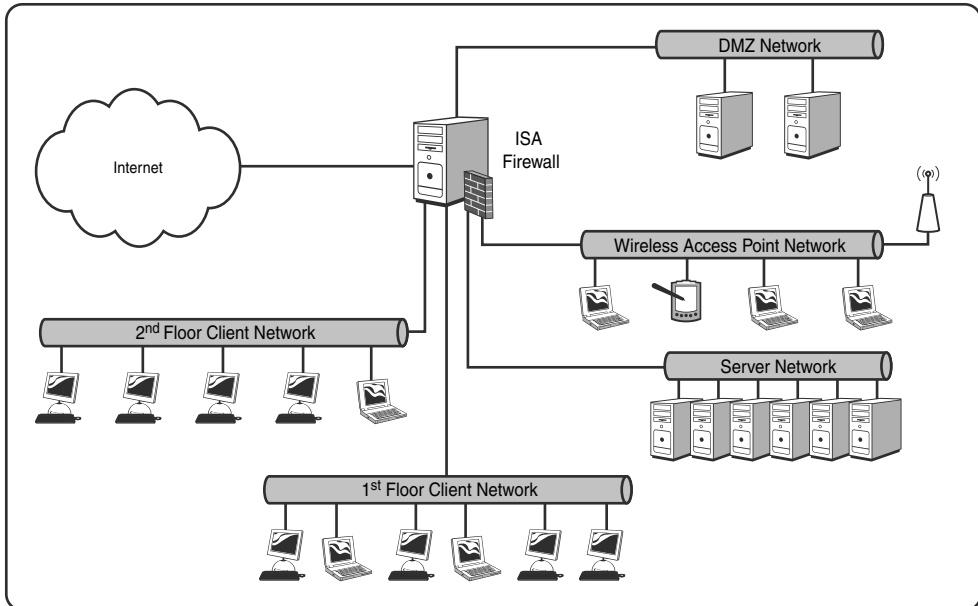 DMZ Network
ISA
Firewall
Internet
Wireless Access Point Network
2nd Floor Client Network
Server Network
1st Floor Client Network